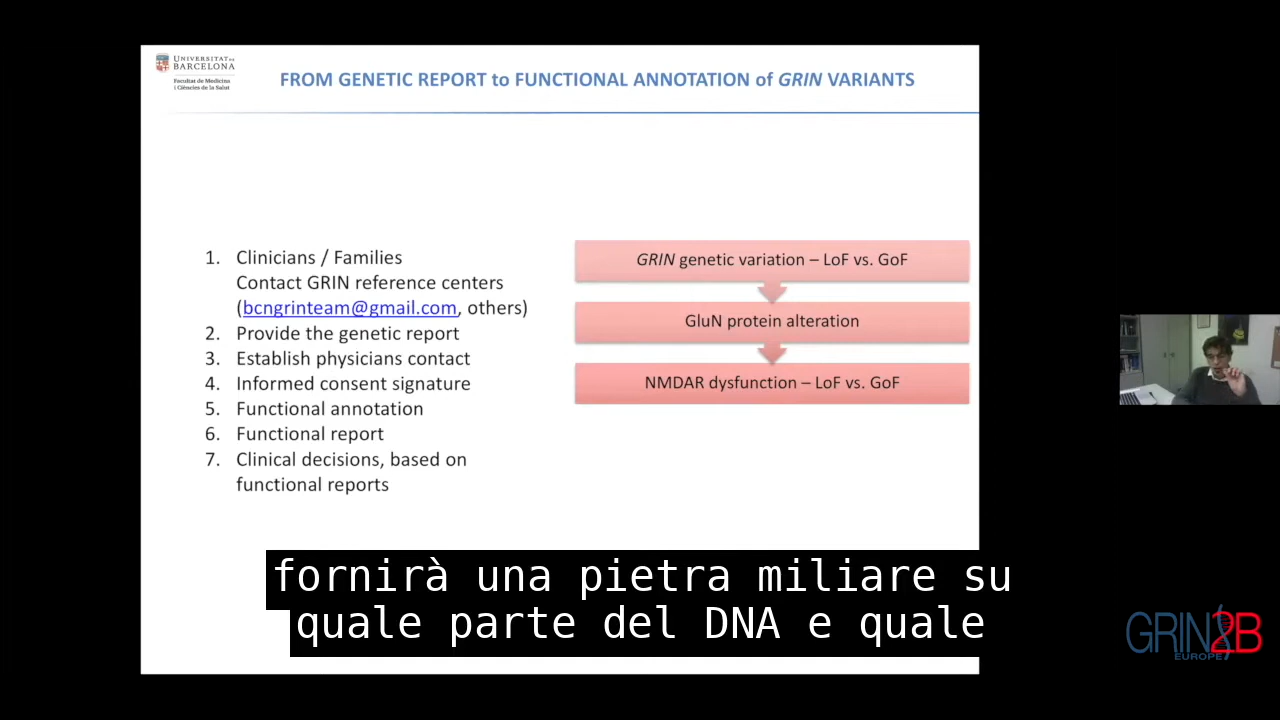 UNIVERSITAT DE
BARCELONA
Facultat de Medicina
i Ciències de la Salut
FROM GENETIC REPORT to FUNCTIONAL ANNOTATION of GRIN VARIANTS
1. Clinicians / Families
Contact GRIN reference centers
(bcngrinteam@gmail.com, others)
2. Provide the genetic report
3. Establish physicians contact
4. Informed consent signature
5. Functional annotation
6. Functional report
7. Clinical decisions, based on
functional reports
GRIN genetic variation – LoF vs. GoF
GluN protein alteration
NMDAR dysfunction – LoF vs. GoF
fornirà una pietra miliare su
quale parte del DNA e quale
GRIN2B
EUROPE